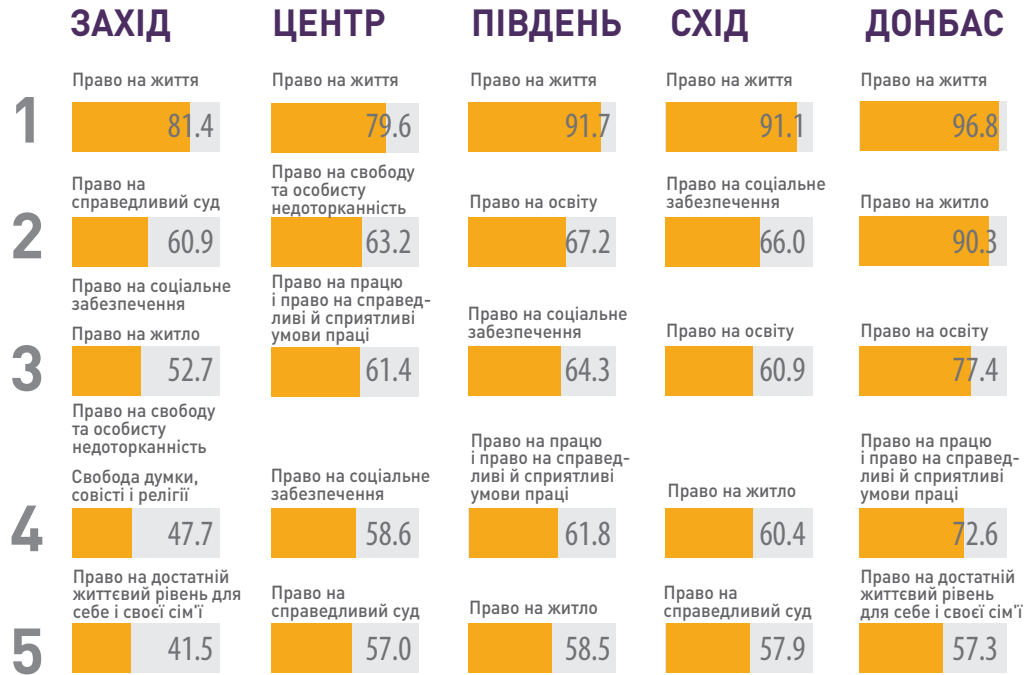 ЗАХІД ЦЕНТР ПІВДЕНЬ СХІД ДОНБАС
1
Право на життя
81.4
Право на життя
79.6
Право на життя
91.7
Право на життя
91.1
Право на життя
96.8
2
Право на
справедливий суд
60.9
Право на свободу
та особисту
недоторканність
63.2
Право на освіту
67.2
Право на соціальне
забезпечення
66.0
Право на житло
90.3
3
Право на соціальне
забезпечення
Право на житло
52.7
Право на працю
і право на справед-
ливі й сприятливі
умови праці
61.4
Право на соціальне
забезпечення
64.3
Право на освіту
60.9
Право на освіту
77.4
4
Право на свободу
та особисту
недоторканність
Свобода думки,
совісті і релігії
47.7
Право на соціальне
забезпечення
58.6
Право на працю
і право на справед-
ливі й сприятливі
умови праці
61.8
Право на житло
60.4
Право на працю
і право на справед-
ливі й сприятливі
умови праці
72.6
5
Право на достатній
життєвий рівень для
себе і своєї сім'ї
41.5
Право на
справедливий суд
57.0
Право на житло
58.5
Право на
справедливий суд
57.9
Право на достатній
життєвий рівень
для себе і своєї сім'ї
57.3